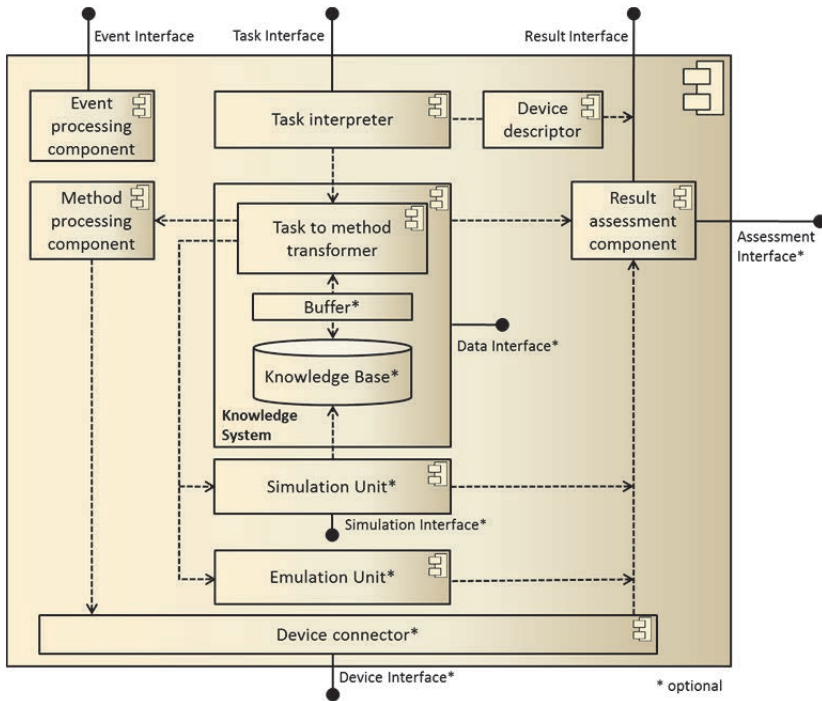 Event Interface
Task Interface
Result Interface
Event
processing
component
Task interpreter
Device
descriptor
Method
processing
component
Task to method
transformer
Result
assessment
component
Assessment
Interface*
Buffer*
Data Interface*
Knowledge Base*
Knowledge
System
Simulation Unit*
Simulation Interface*
Emulation Unit*
Device connector*
Device Interface*
* optional